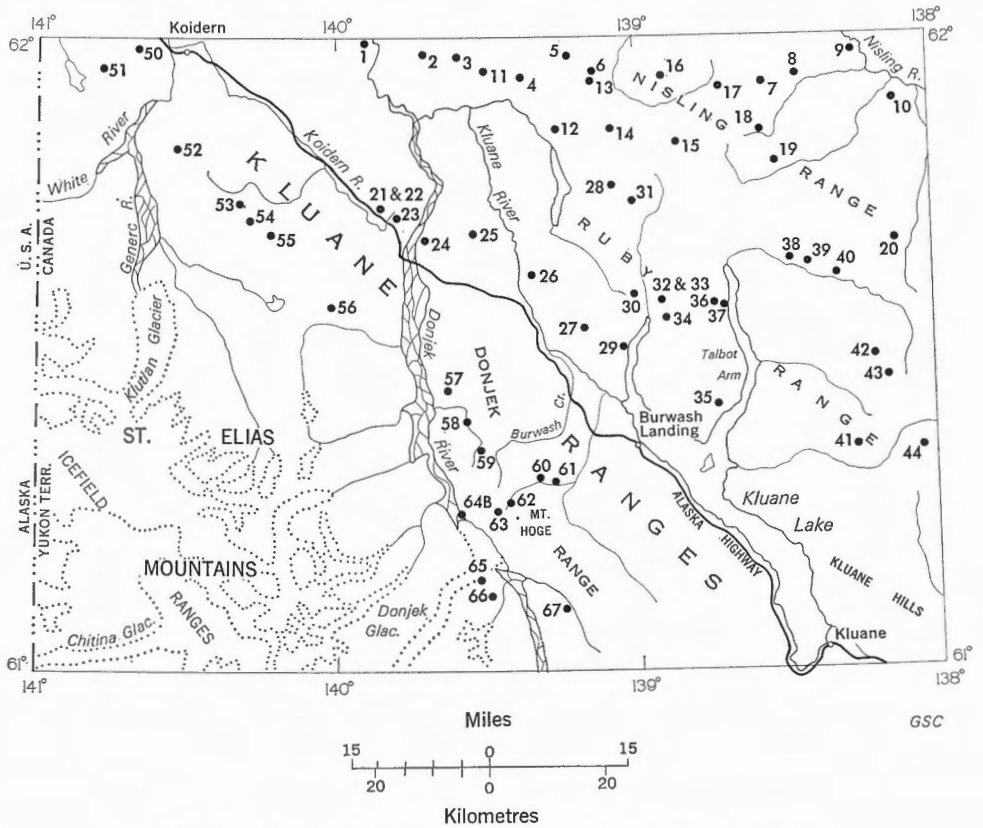 141°
140°
139°
138°
62°
62°
Koidern
50
51
1
2
3
11
4
5
6
13
16
17
7
8
9
Nisling R.
10
NISLING
RANGE
18
19
12
14
15
White River
Generc R.
52
53
54
55
56
Koidern R.
KLUANE
RANGES
21 & 22
23
24
25
26
27
Kluane River
28
31
RUBY
RANGE
30
29
32 & 33
34
36
37
35
Talbot
Arm
38
39
40
20
42
43
41
44
U.S.A.
CANADA
ALASKA
YUKON TERR.
Klutlan Glacier
ST.
ELIAS
MOUNTAINS
ICEFIELD
RANGES
Chitina Glac.
Donjek
Glac.
Donjek
River
DONJEK
RANGE
57
58
59
Burwash Cr.
60
61
62
63
64B
MT.
HOGE
65
66
67
Burwash
Landing
ALASKA
HIGHWAY
Kluane
Lake
KLUANE
HILLS
Kluane
61°
61°
141°
140°
139°
138°
Miles
GSC
15 0 15
20 0 20
Kilometres